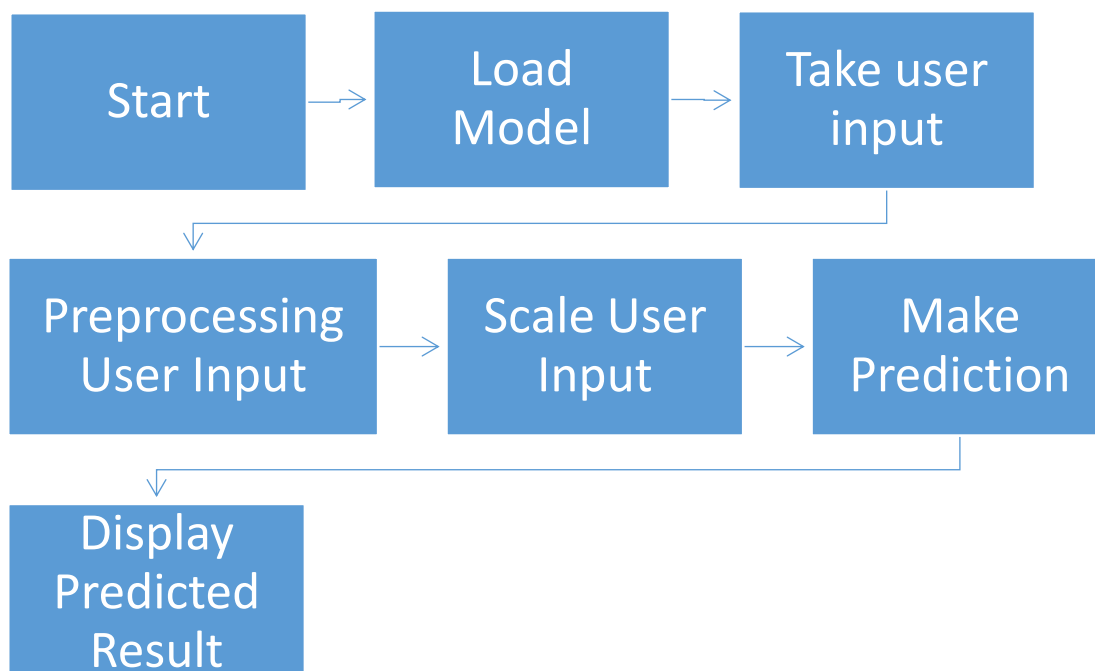 Start
Load
Model
Take user
input
Preprocessing
User Input
Scale User
Input
Make
Prediction
Display
Predicted
Result